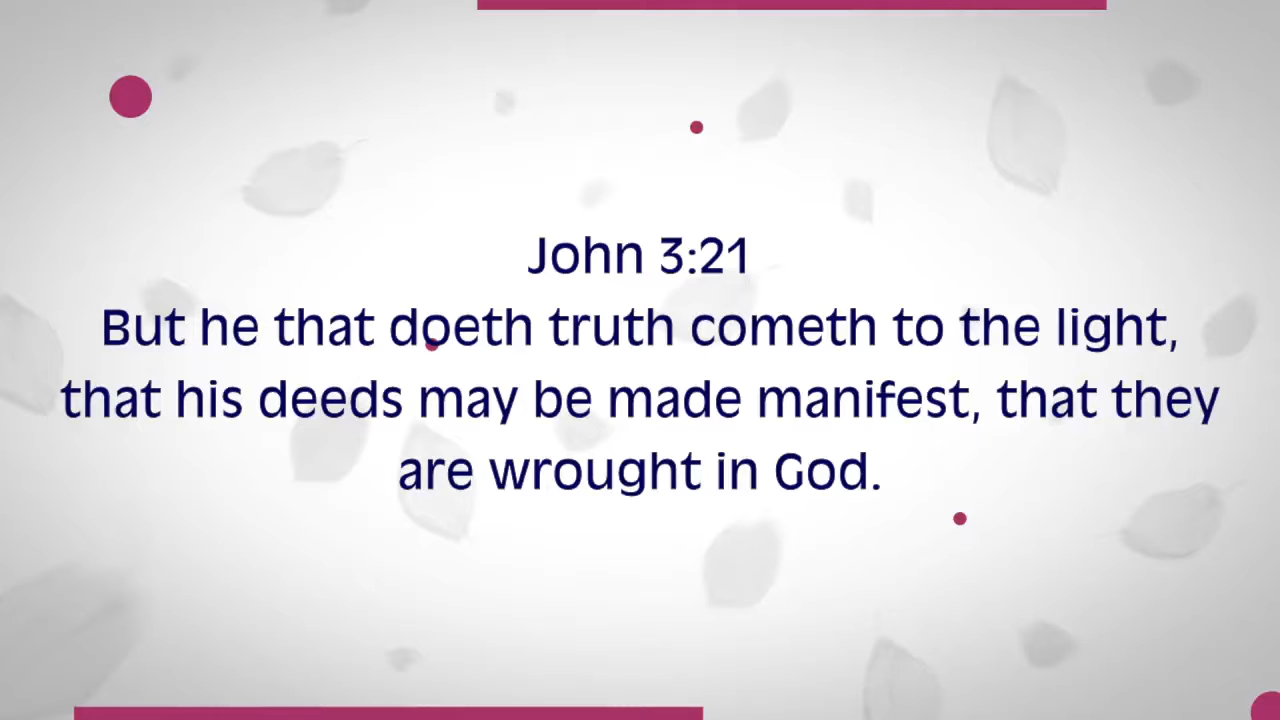 John 3:21
But he that doeth truth cometh to the light,
that his deeds may be made manifest, that they
are wrought in God.